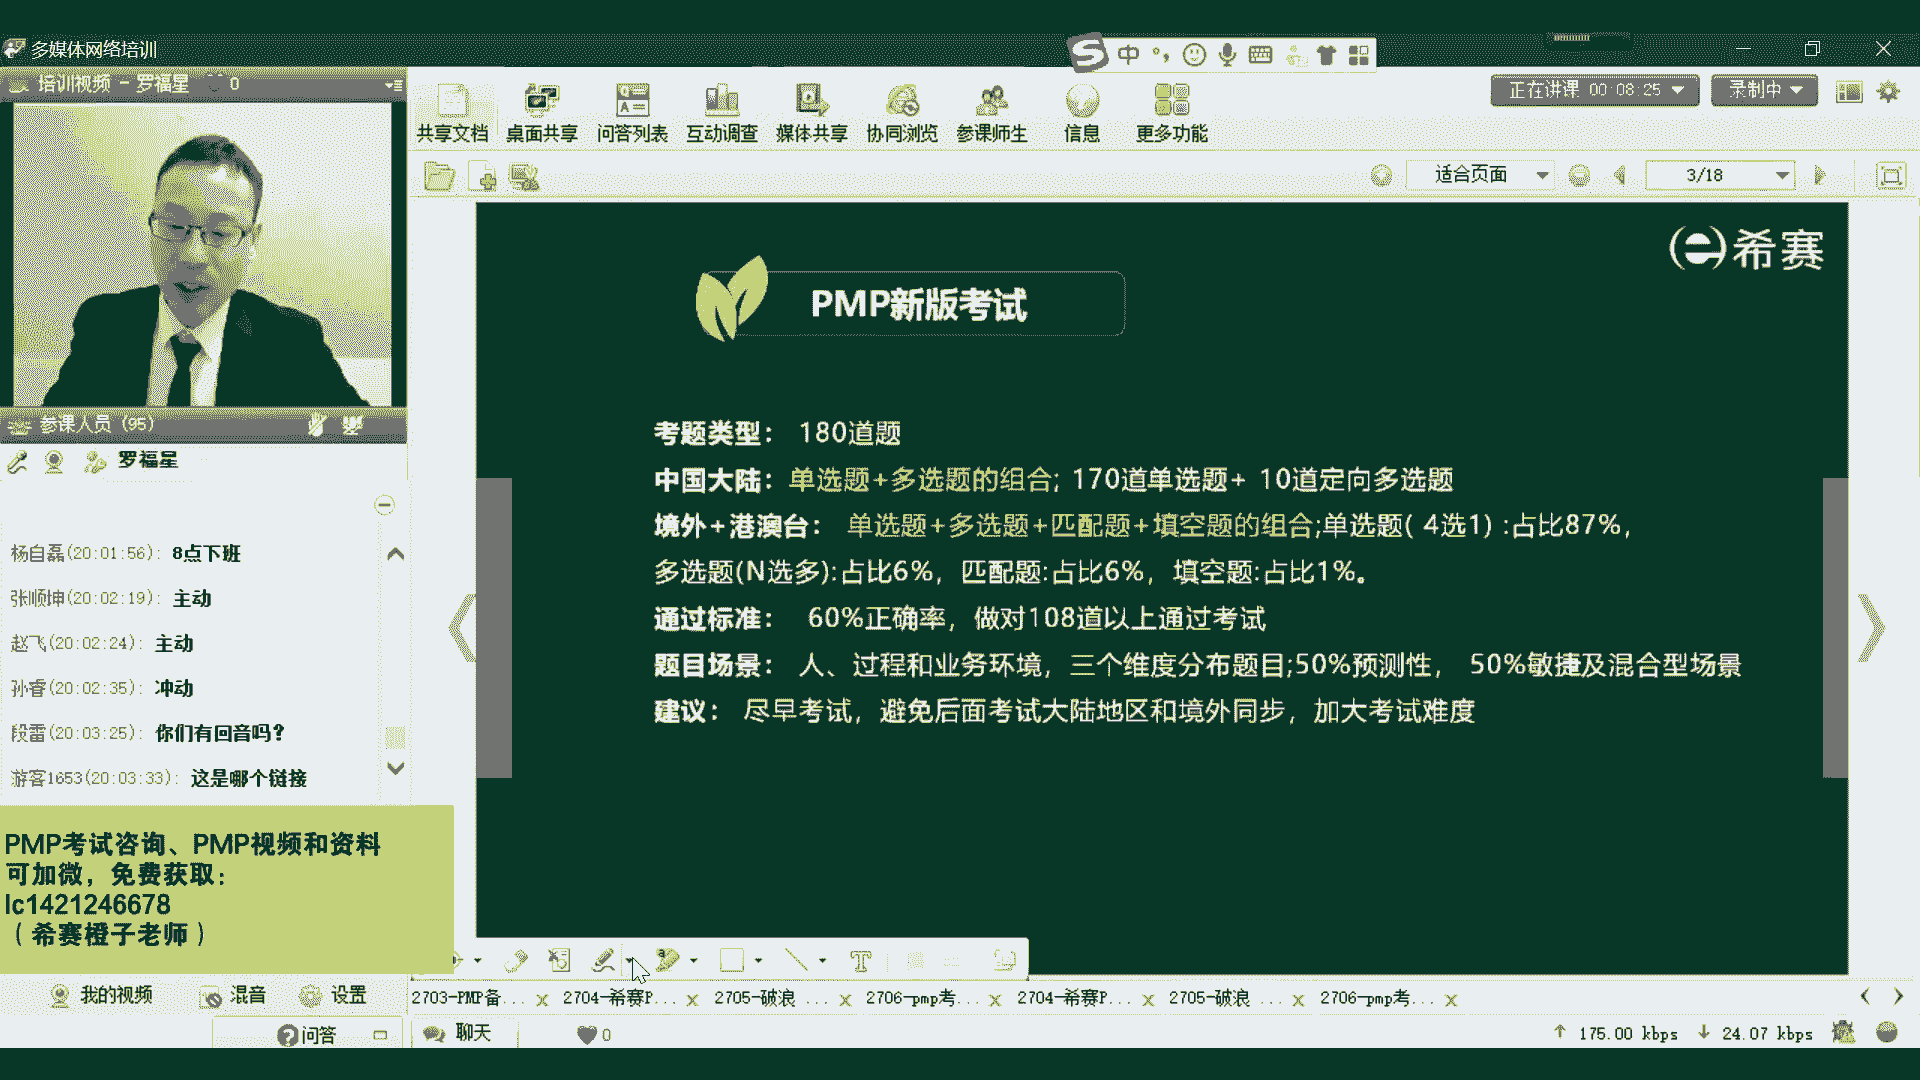 多媒体网络培训
中
培训视频 - 罗福星 0
正在讲课 00:08:25
录制中
共享文档 桌面共享 问答列表 互动调查 媒体共享 协同浏览 参课师生 信息 更多功能
适合页面
3/18
希赛
PMP新版考试
考题类型： 180道题
中国大陆：单选题+多选题的组合; 170道单选题+ 10道定向多选题
境外+港澳台： 单选题+多选题+匹配题+填空题的组合;单选题( 4选1) :占比87%，
多选题(N选多):占比6%，匹配题:占比6%，填空题:占比1%。
通过标准： 60%正确率，做对108道以上通过考试
题目场景： 人、过程和业务环境，三个维度分布题目;50%预测性， 50%敏捷及混合型场景
建议： 尽早考试，避免后面考试大陆地区和境外同步，加大考试难度
参课人员 (95)
罗福星
杨自磊(20:01:56): 8点下班
张顺坤(20:02:19): 主动
赵飞(20:02:24): 主动
孙睿(20:02:35): 冲动
段雷(20:03:25): 你们有回音吗?
游客1653(20:03:33): 这是哪个链接
PMP考试咨询、PMP视频和资料
可加微，免费获取：
lc1421246678
（希赛橙子老师）
我的视频 混音 设置
2703-PMP备... 2704-希赛P... 2705-破浪 ... 2706-pmp考... 2704-希赛P... 2705-破浪 ... 2706-pmp考...
问答
聊天
0
175.00 kbps 24.07 kbps